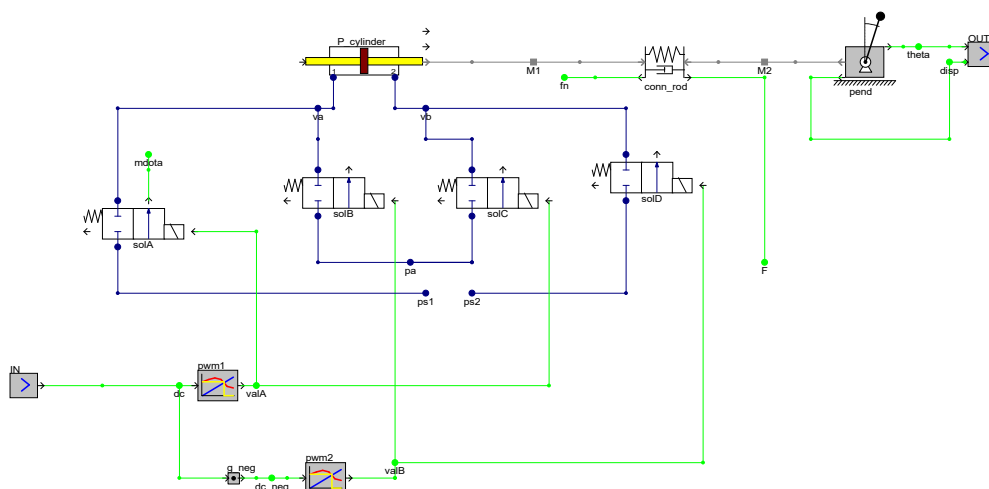 P_cylinder
1
2
OUT
theta
M1
M2
disp
fn
conn_rod
pend
va
vb
mdota
solB
solC
solD
solA
pa
F
ps1
ps2
IN
pwm1
dc
valA
pwm2
g_neg
valB
dc_neg